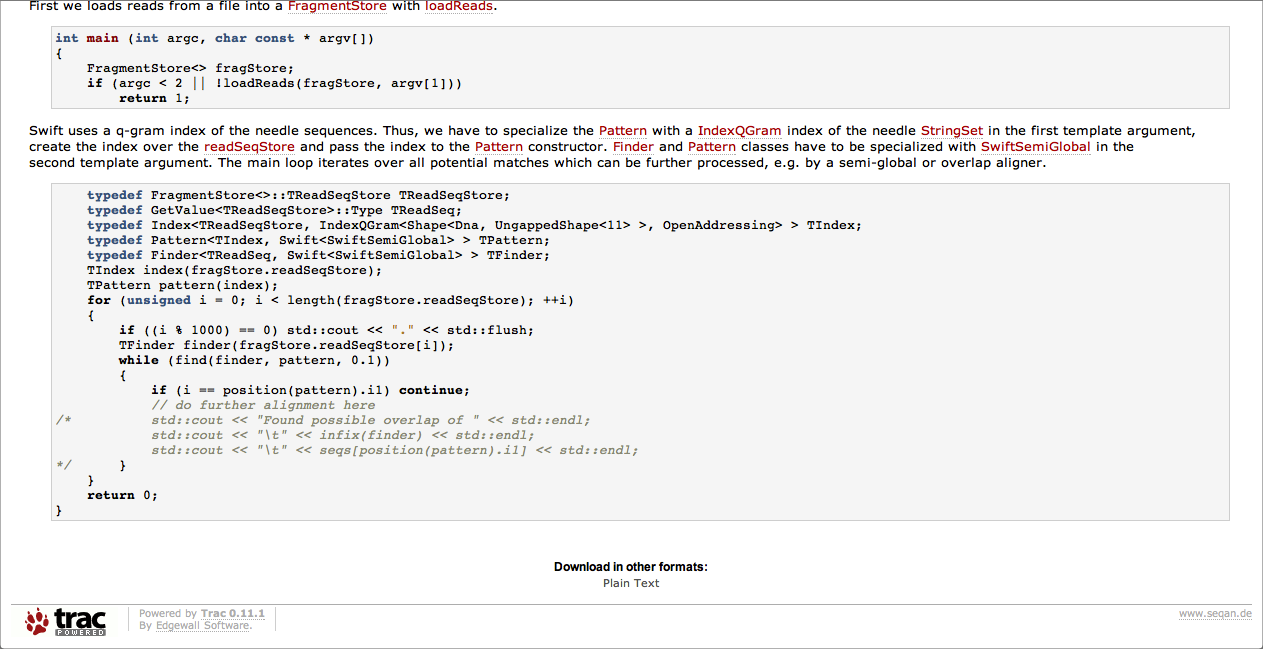 First we loads reads from a file into a FragmentStore with loadReads.
int main (int argc, char const * argv[])
{
    FragmentStore<> fragStore;
    if (argc < 2 || !loadReads(fragStore, argv[1]))
        return 1;
Swift uses a q-gram index of the needle sequences. Thus, we have to specialize the Pattern with a IndexQGram index of the needle StringSet in the first template argument,
create the index over the readSeqStore and pass the index to the Pattern constructor. Finder and Pattern classes have to be specialized with SwiftSemiGlobal in the
second template argument. The main loop iterates over all potential matches which can be further processed, e.g. by a semi-global or overlap aligner.
    typedef FragmentStore<>::TReadSeqStore TReadSeqStore;
    typedef GetValue<TReadSeqStore>::Type TReadSeq;
    typedef Index<TReadSeqStore, IndexQGram<Shape<Dna, UngappedShape<11> >, OpenAddressing> > TIndex;
    typedef Pattern<TIndex, Swift<SwiftSemiGlobal> > TPattern;
    typedef Finder<TReadSeq, Swift<SwiftSemiGlobal> > TFinder;
    TIndex index(fragStore.readSeqStore);
    TPattern pattern(index);
    for (unsigned i = 0; i < length(fragStore.readSeqStore); ++i)
    {
        if ((i % 1000) == 0) std::cout << "." << std::flush;
        TFinder finder(fragStore.readSeqStore[i]);
        while (find(finder, pattern, 0.1))
        {
            if (i == position(pattern).i1) continue;
            // do further alignment here
/*          std::cout << "Found possible overlap of " << std::endl;
            std::cout << "\t" << infix(finder) << std::endl;
            std::cout << "\t" << seqs[position(pattern).i1] << std::endl;
*/      }
    }
    return 0;
}
Download in other formats:
Plain Text
trac
POWERED
Powered by Trac 0.11.1
By Edgewall Software.
www.seqan.de